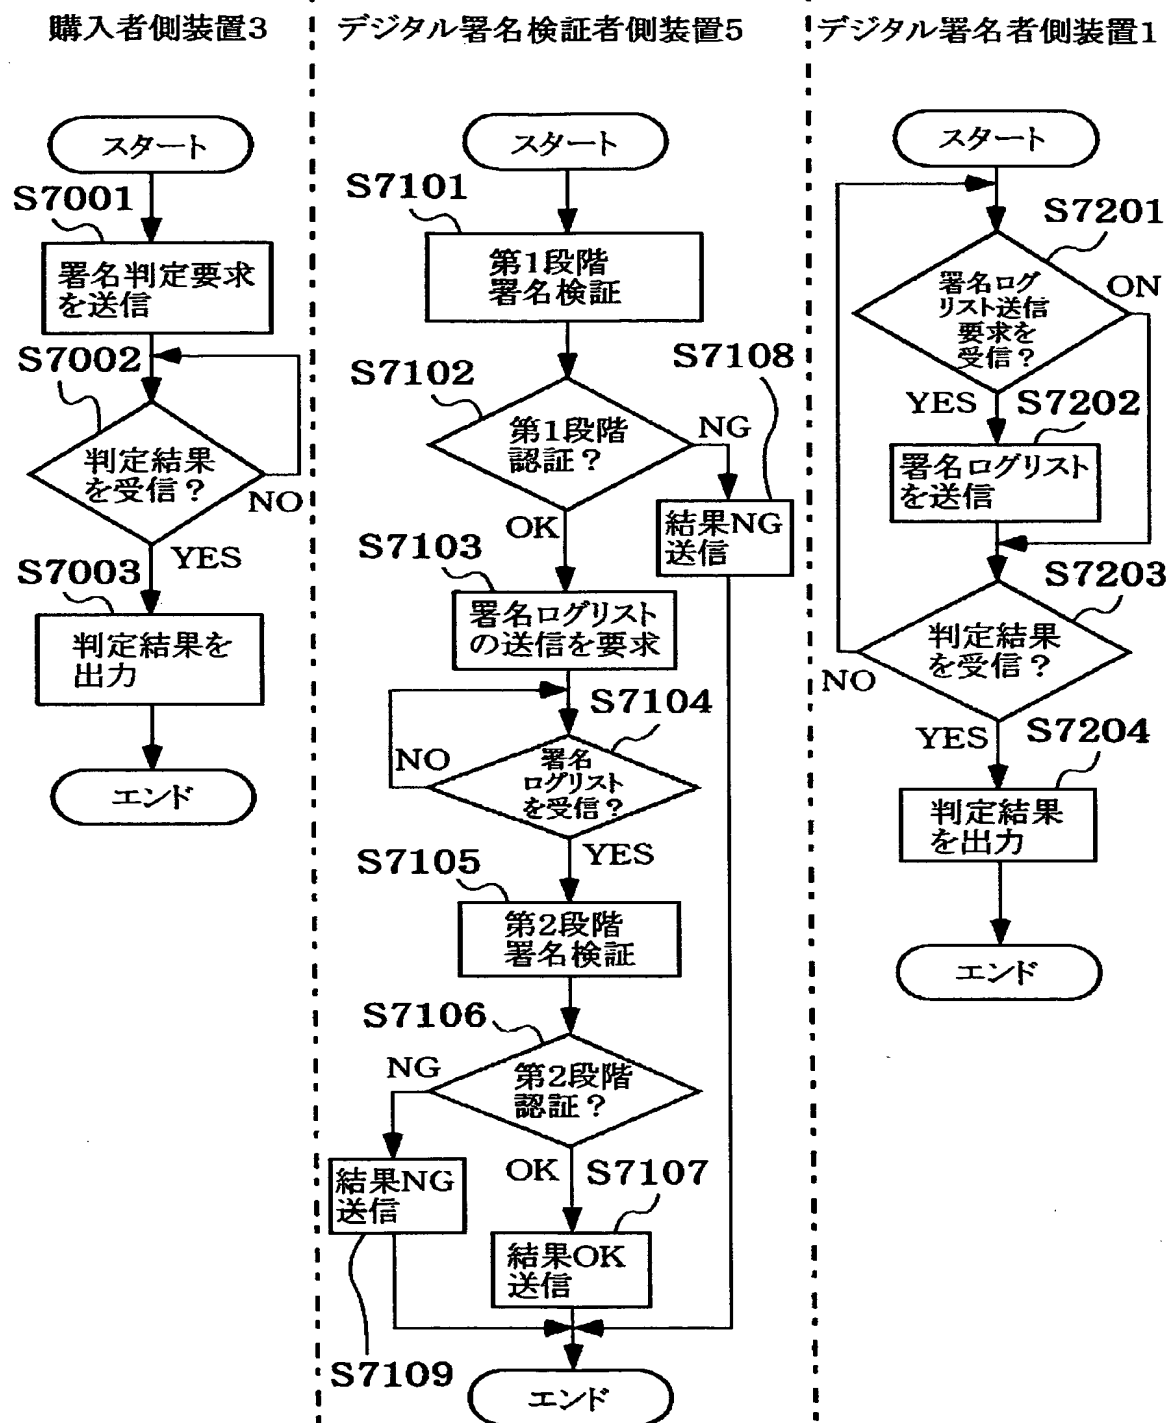 購入者側装置3
スタート
S7001
署名判定要求
を送信
S7002
判定結果
を受信?
NO
YES
S7003
判定結果を
出力
エンド
デジタル署名検証者側装置5
スタート
S7101
第1段階
署名検証
S7102
第1段階
認証?
NG
S7108
結果NG
送信
OK
S7103
署名ログリスト
の送信を要求
S7104
署名
ログリスト
を受信?
NO
YES
S7105
第2段階
署名検証
S7106
第2段階
認証?
NG
結果NG
送信
S7109
OK
S7107
結果OK
送信
エンド
デジタル署名者側装置1
スタート
S7201
署名ログ
リスト送信
要求を
受信?
ON
YES
S7202
署名ログリスト
を送信
S7203
判定結果
を受信?
NO
YES
S7204
判定結果
を出力
エンド